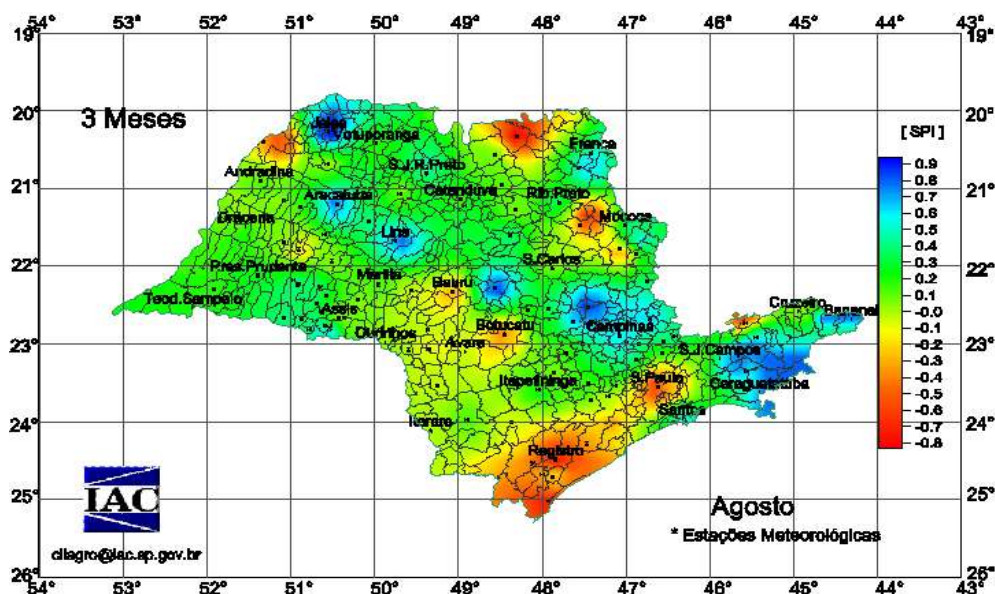 54° 53° 52° 51° 50° 49° 48° 47° 46° 45° 44° 43°
19° 19°
3 Meses
20° 20°
Jales
Votuporanga
[ SPI ]
Franca
S.J.R.Preto
Andradina
21° 21°
Catanduva
Rib.Preto
Aracatuba
Dracena
Mococa
Lins
22° 22°
S.Carlos
Pres.Prudente
Marilia
Bauru
Teod.Sampaio
Cruzeiro
Bananal
Assis
Botucatu
Campinas
Ourinhos
23° 23°
Avare
S.J.Campos
Itapetininga
S.Paulo
Caraguatatuba
Santos
24° 24°
Itarare
Registro
0.9
0.8
0.7
0.6
0.5
0.4
0.3
0.2
0.1
-0.0
-0.1
-0.2
-0.3
-0.4
-0.5
-0.6
-0.7
-0.8
25° 25°
IAC
Agosto
* Estações Meteorológicas
ciiagro@iac.sp.gov.br
26° 26°
54° 53° 52° 51° 50° 49° 48° 47° 46° 45° 44° 43°